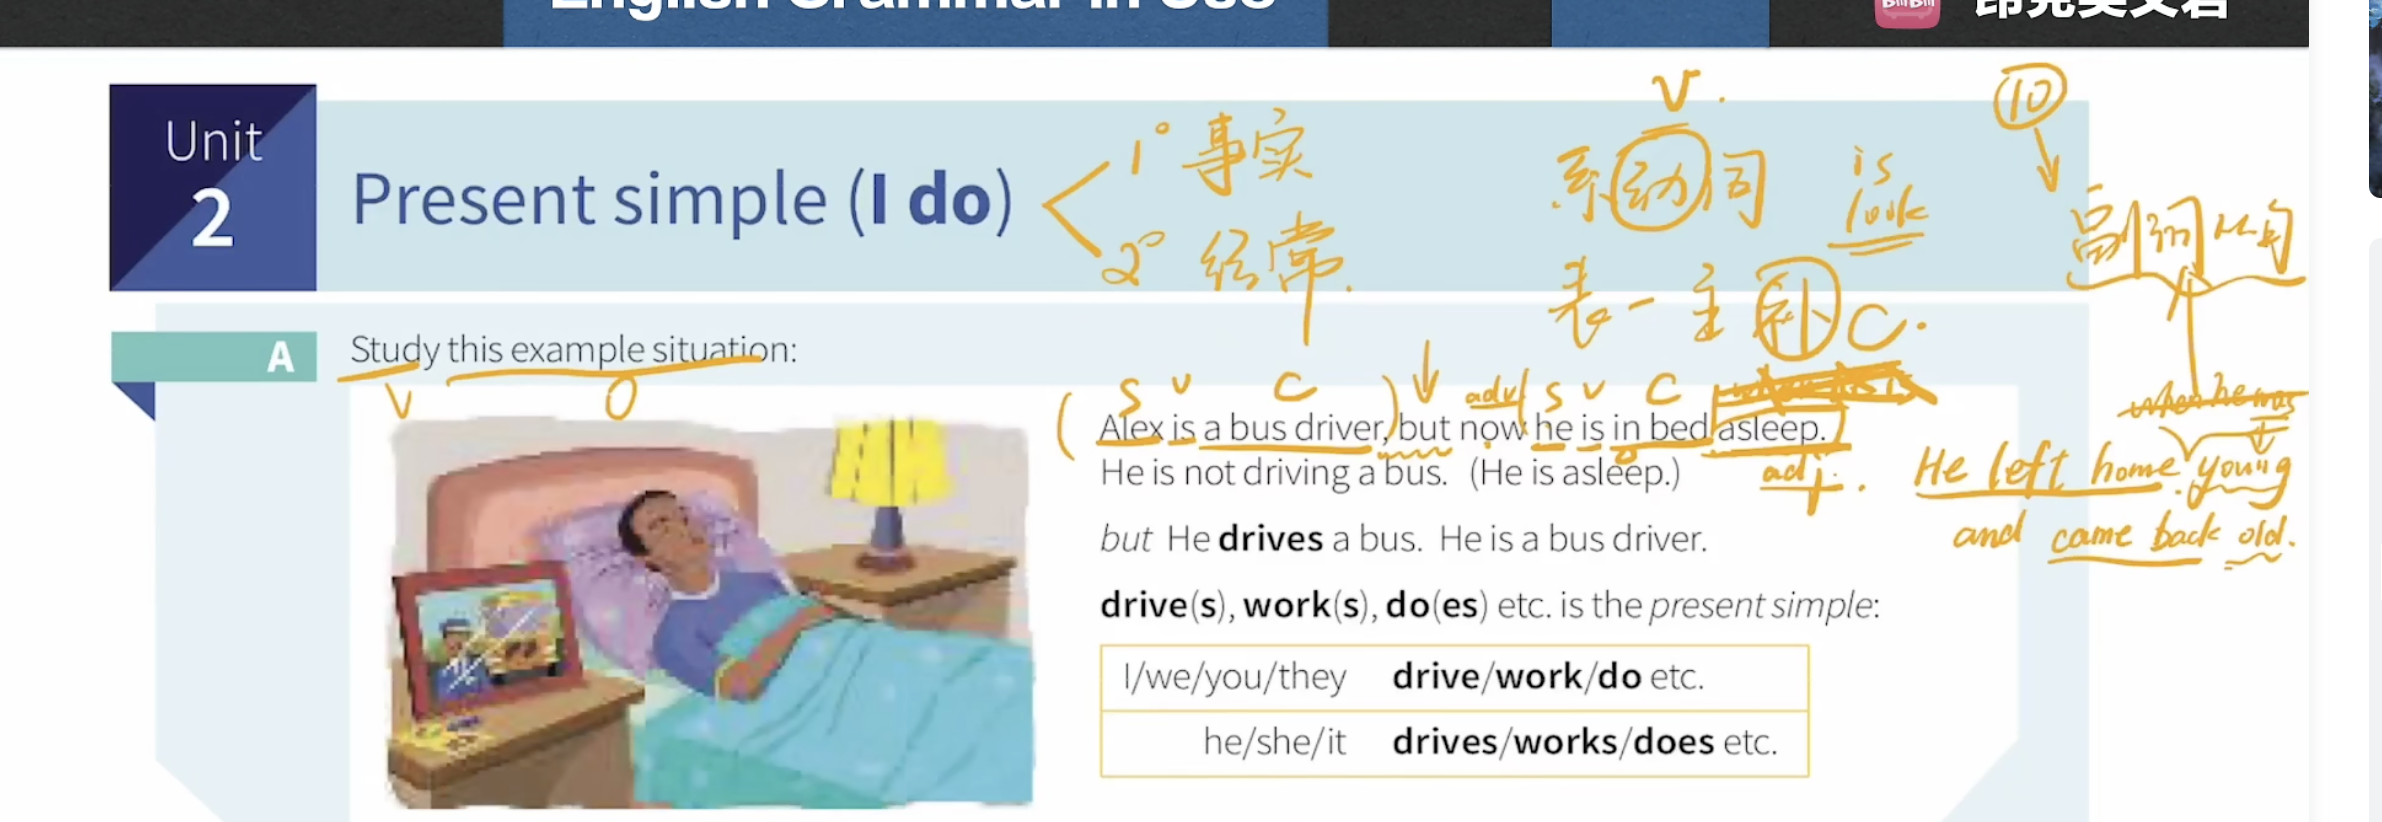 English Grammar in Use
Unit
2
Present simple (I do)
1° 事实
2° 经常.
v.
系动词
is
look
表一主补 C.
10
副词从句
A
Study this example situation:
V
O
S v C
adv S v C
Alex is a bus driver, but now he is in bed asleep.
adj.
He is not driving a bus. (He is asleep.)
when he was
He left home young
and came back old.
but He drives a bus. He is a bus driver.
drive(s), work(s), do(es) etc. is the present simple:
I/we/you/they drive/work/do etc.
he/she/it drives/works/does etc.